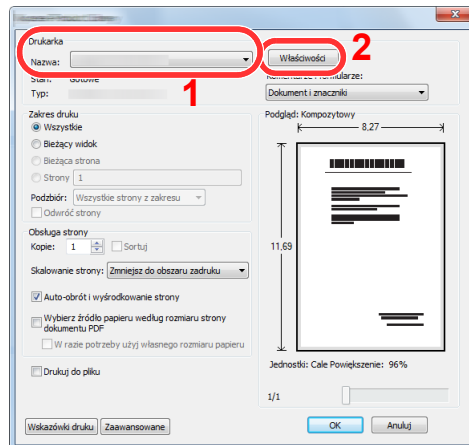 Drukarka
Nazwa:
1
Właściwości
2
Stan: Gotowe
Typ:
Komentarze i formularze:
Dokument i znaczniki
Zakres druku
Wszystkie
Bieżący widok
Bieżąca strona
Strony 1
Podzbiór: Wszystkie strony z zakresu
Odwróć strony
Obsługa strony
Kopie: 1 Sortuj
Skalowanie strony: Zmniejsz do obszaru zadruku
Auto-obrót i wyśrodkowanie strony
Wybierz źródło papieru według rozmiaru strony
dokumentu PDF
W razie potrzeby użyj własnego rozmiaru papieru
Drukuj do pliku
Podgląd: Kompozytowy
8,27
11,69
Jednostki: Cale Powiększenie: 96%
1/1
Wskazówki druku Zaawansowane
OK Anuluj